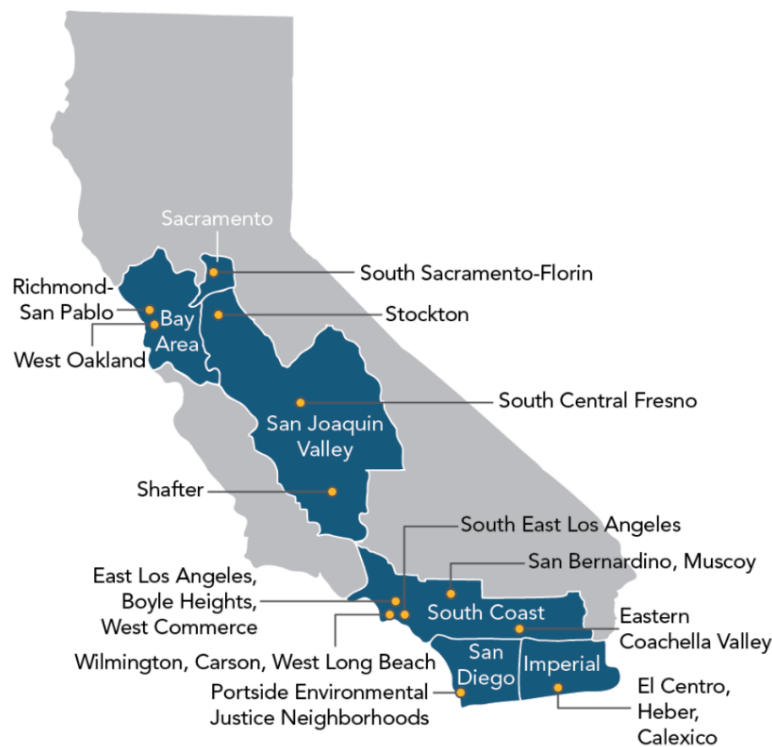 Sacramento
South Sacramento-Florin
Richmond-
San Pablo
Bay
Area
Stockton
West Oakland
South Central Fresno
San Joaquin
Valley
Shafter
South East Los Angeles
San Bernardino, Muscoy
East Los Angeles,
Boyle Heights,
West Commerce
South Coast
Eastern
Coachella Valley
Wilmington, Carson, West Long Beach
San
Diego
Imperial
Portside Environmental
Justice Neighborhoods
El Centro,
Heber,
Calexico